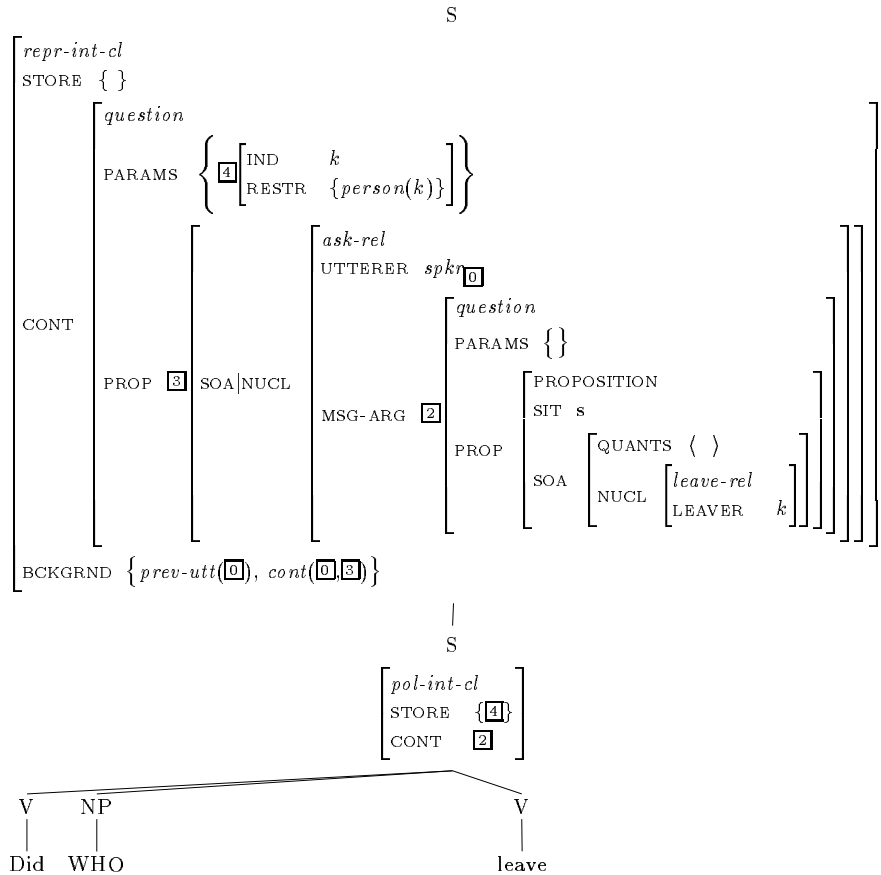 S
repr-int-cl
STORE { }
question
PARAMS { 4 [ IND k
RESTR {person(k)} ] }
ask-rel
UTTERER spkr 0
question
PARAMS { }
CONT
PROP 3 SOA|NUCL
MSG-ARG 2
PROPOSITION
SIT s
PROP
QUANTS ⟨ ⟩
SOA
NUCL leave-rel
LEAVER k
BCKGRND { prev-utt(0), cont(0,3) }
S
pol-int-cl
STORE {4}
CONT 2
V NP V
Did WHO leave